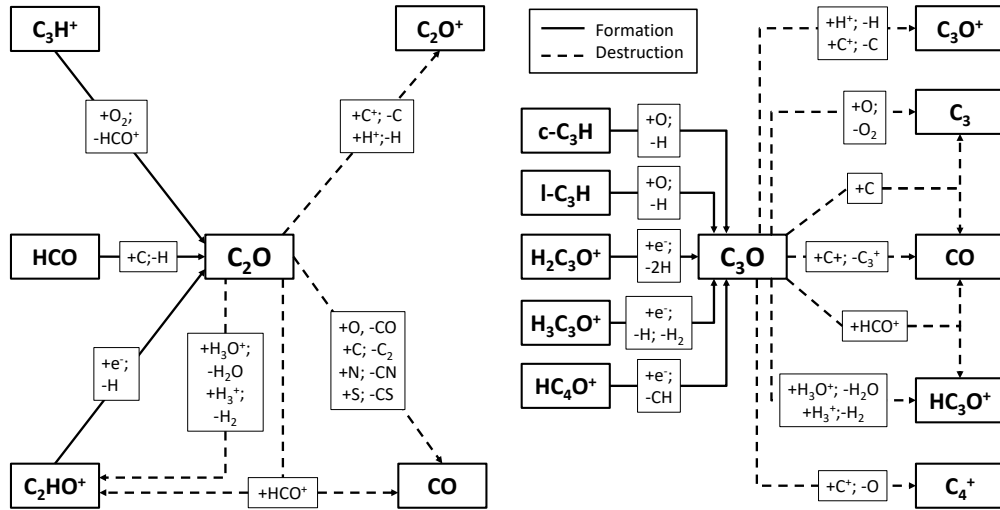 C₃H⁺
C₂O⁺
+O₂;
-HCO⁺
+C⁺; -C
+H⁺;-H
HCO
+C;-H
C₂O
+e⁻;
-H
+H₃O⁺;
-H₂O
+H₃⁺;
-H₂
+O, -CO
+C; -C₂
+N; -CN
+S; -CS
C₂HO⁺
+HCO⁺
CO
Formation
Destruction
+H⁺; -H
+C⁺; -C
C₃O⁺
c-C₃H
+O;
-H
+O;
-O₂
C₃
l-C₃H
+O;
-H
+C
H₂C₃O⁺
+e⁻;
-2H
C₃O
+C+; -C₃⁺
CO
H₃C₃O⁺
+e⁻;
-H; -H₂
+HCO⁺
HC₄O⁺
+e⁻;
-CH
+H₃O⁺; -H₂O
+H₃⁺;-H₂
HC₃O⁺
+C⁺; -O
C₄⁺